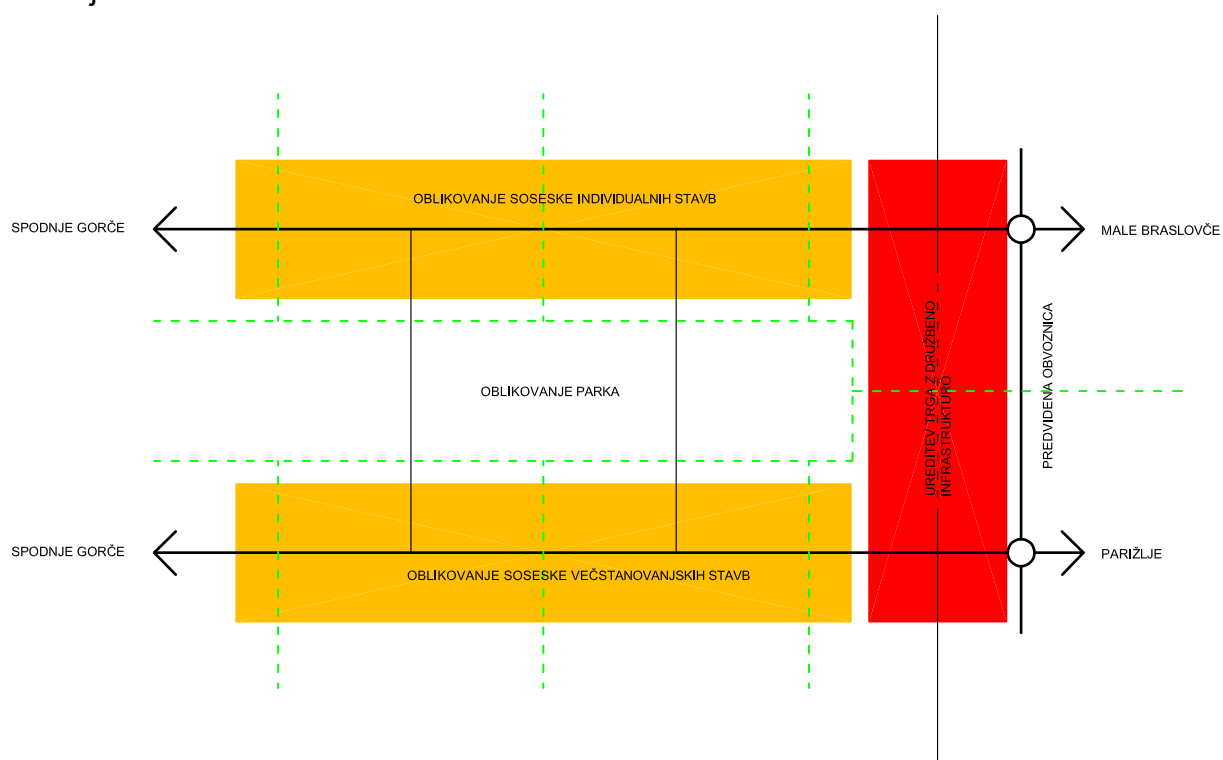 OBLIKOVANJE SOSESKE INDIVIDUALNIH STAVB
SPODNJE GORČE
MALE BRASLOVČE
OBLIKOVANJE PARKA
UREDITEV TRGA Z DRUŽBENO
INFRASTRUKTURO
PREDVIDENA OBVOZNICA
SPODNJE GORČE
PARIŽLJE
OBLIKOVANJE SOSESKE VEČSTANOVANJSKIH STAVB